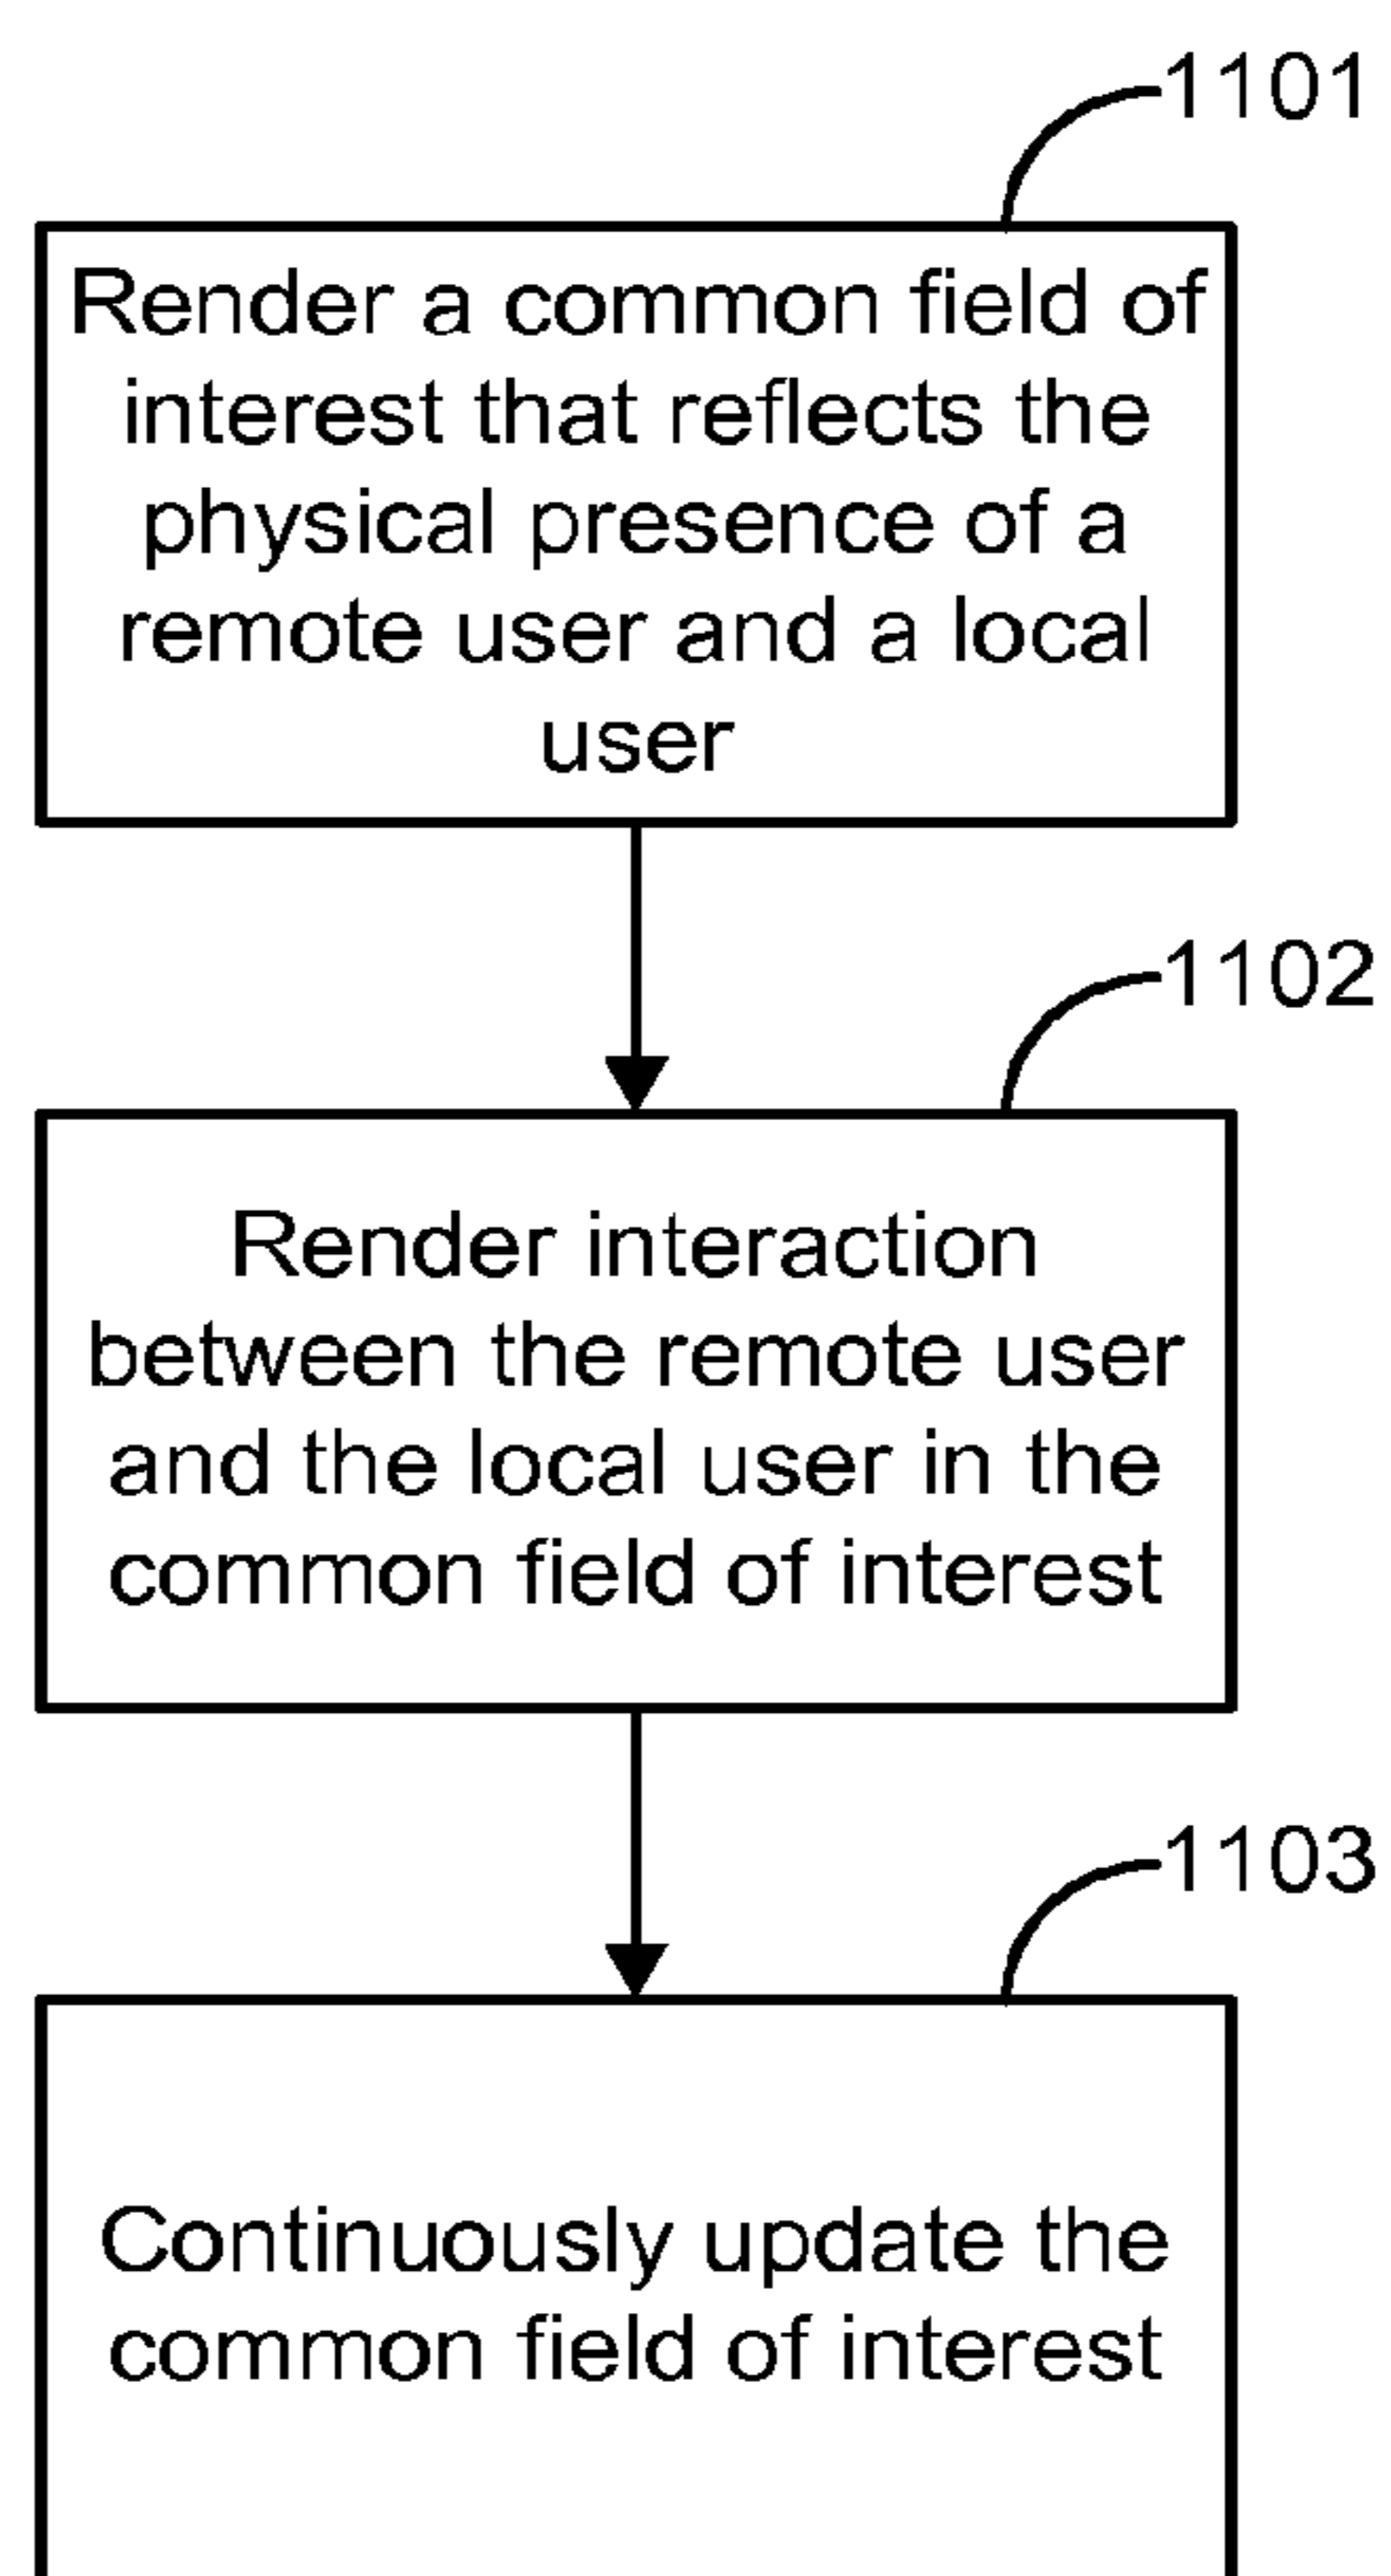 1101
Render a common field of
interest that reflects the
physical presence of a
remote user and a local
user
1102
Render interaction
between the remote user
and the local user in the
common field of interest
1103
Continuously update the
common field of interest